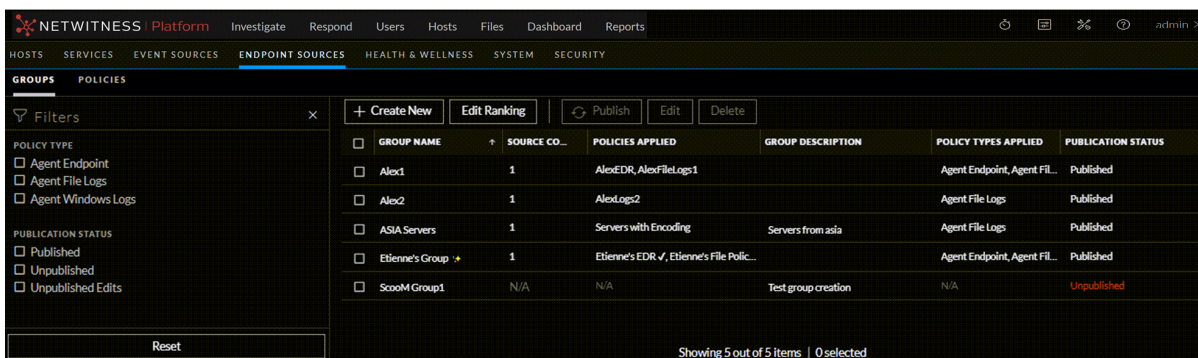 NETWITNESS | Platform Investigate Respond Users Hosts Files Dashboard Reports admin
HOSTS SERVICES EVENT SOURCES ENDPOINT SOURCES HEALTH & WELLNESS SYSTEM SECURITY
GROUPS POLICIES
Filters
POLICY TYPE
Agent Endpoint
Agent File Logs
Agent Windows Logs
PUBLICATION STATUS
Published
Unpublished
Unpublished Edits
Reset
Create New Edit Ranking Publish Edit Delete
GROUP NAME SOURCE CO... POLICIES APPLIED GROUP DESCRIPTION POLICY TYPES APPLIED PUBLICATION STATUS
Alex1 1 AlexEDR, AlexFileLogs1 Agent Endpoint, Agent Fil... Published
Alex2 1 AlexLogs2 Agent File Logs Published
ASIA Servers 1 Servers with Encoding Servers from asia Agent File Logs Published
Etienne's Group ✨ 1 Etienne's EDR ✓, Etienne's File Polic... Agent Endpoint, Agent Fil... Published
ScooM Group1 N/A N/A Test group creation N/A Unpublished
Showing 5 out of 5 items | 0 selected